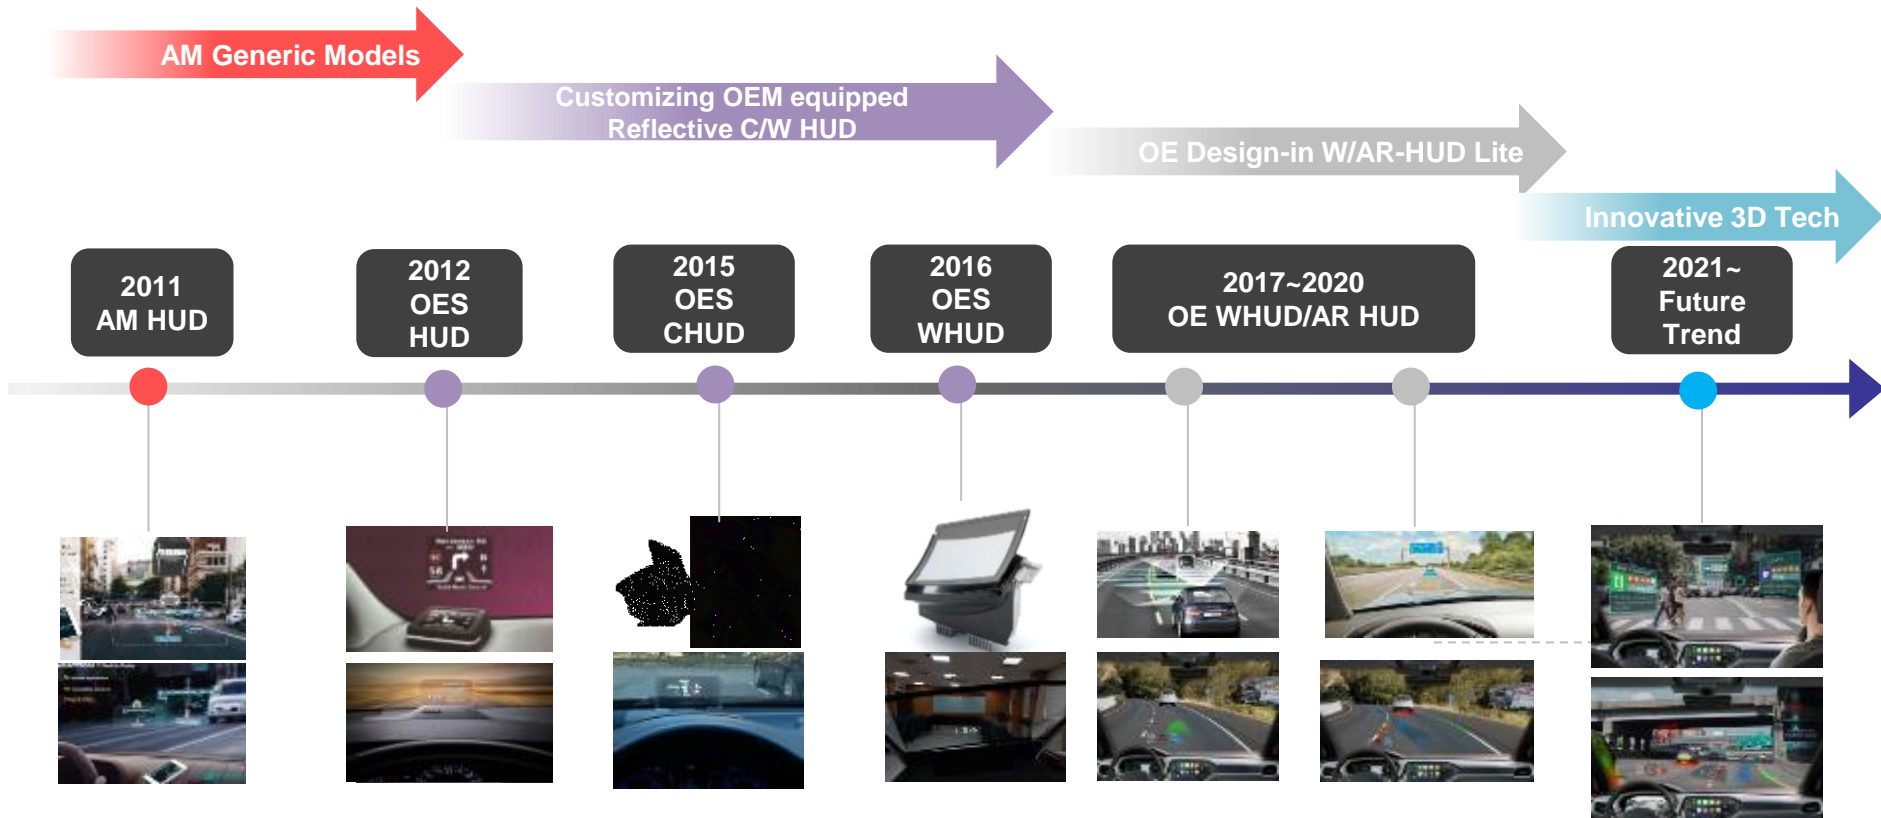 AM Generic Models
Customizing OEM equipped
Reflective C/W HUD
OE Design-in W/AR-HUD Lite
Innovative 3D Tech
2011
AM HUD
2012
OES
HUD
2015
OES
CHUD
2016
OES
WHUD
2017~2020
OE WHUD/AR HUD
2021~
Future
Trend